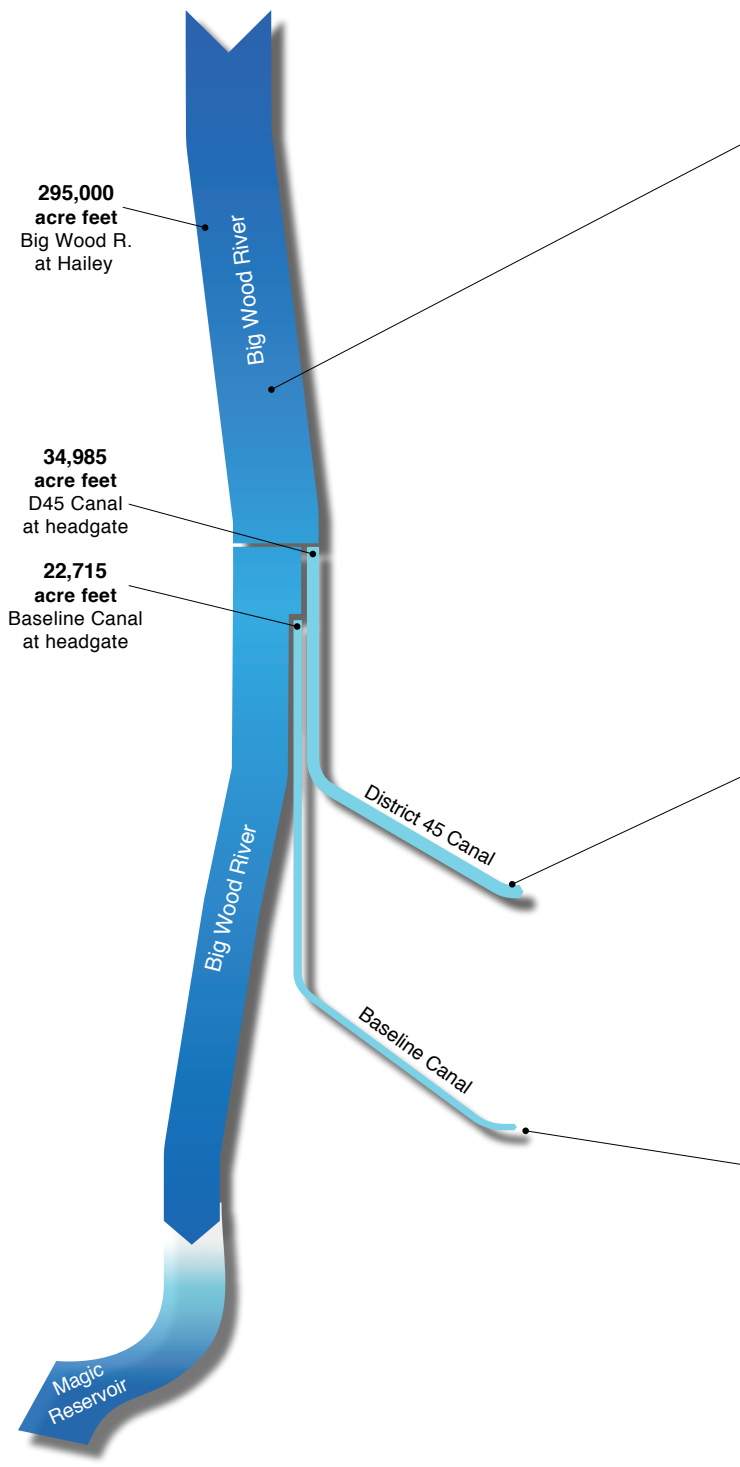 295,000
acre feet
Big Wood R.
at Hailey
Big Wood River
34,985
acre feet
D45 Canal
at headgate
22,715
acre feet
Baseline Canal
at headgate
District 45 Canal
Big Wood River
Baseline Canal
Magic
Reservoir